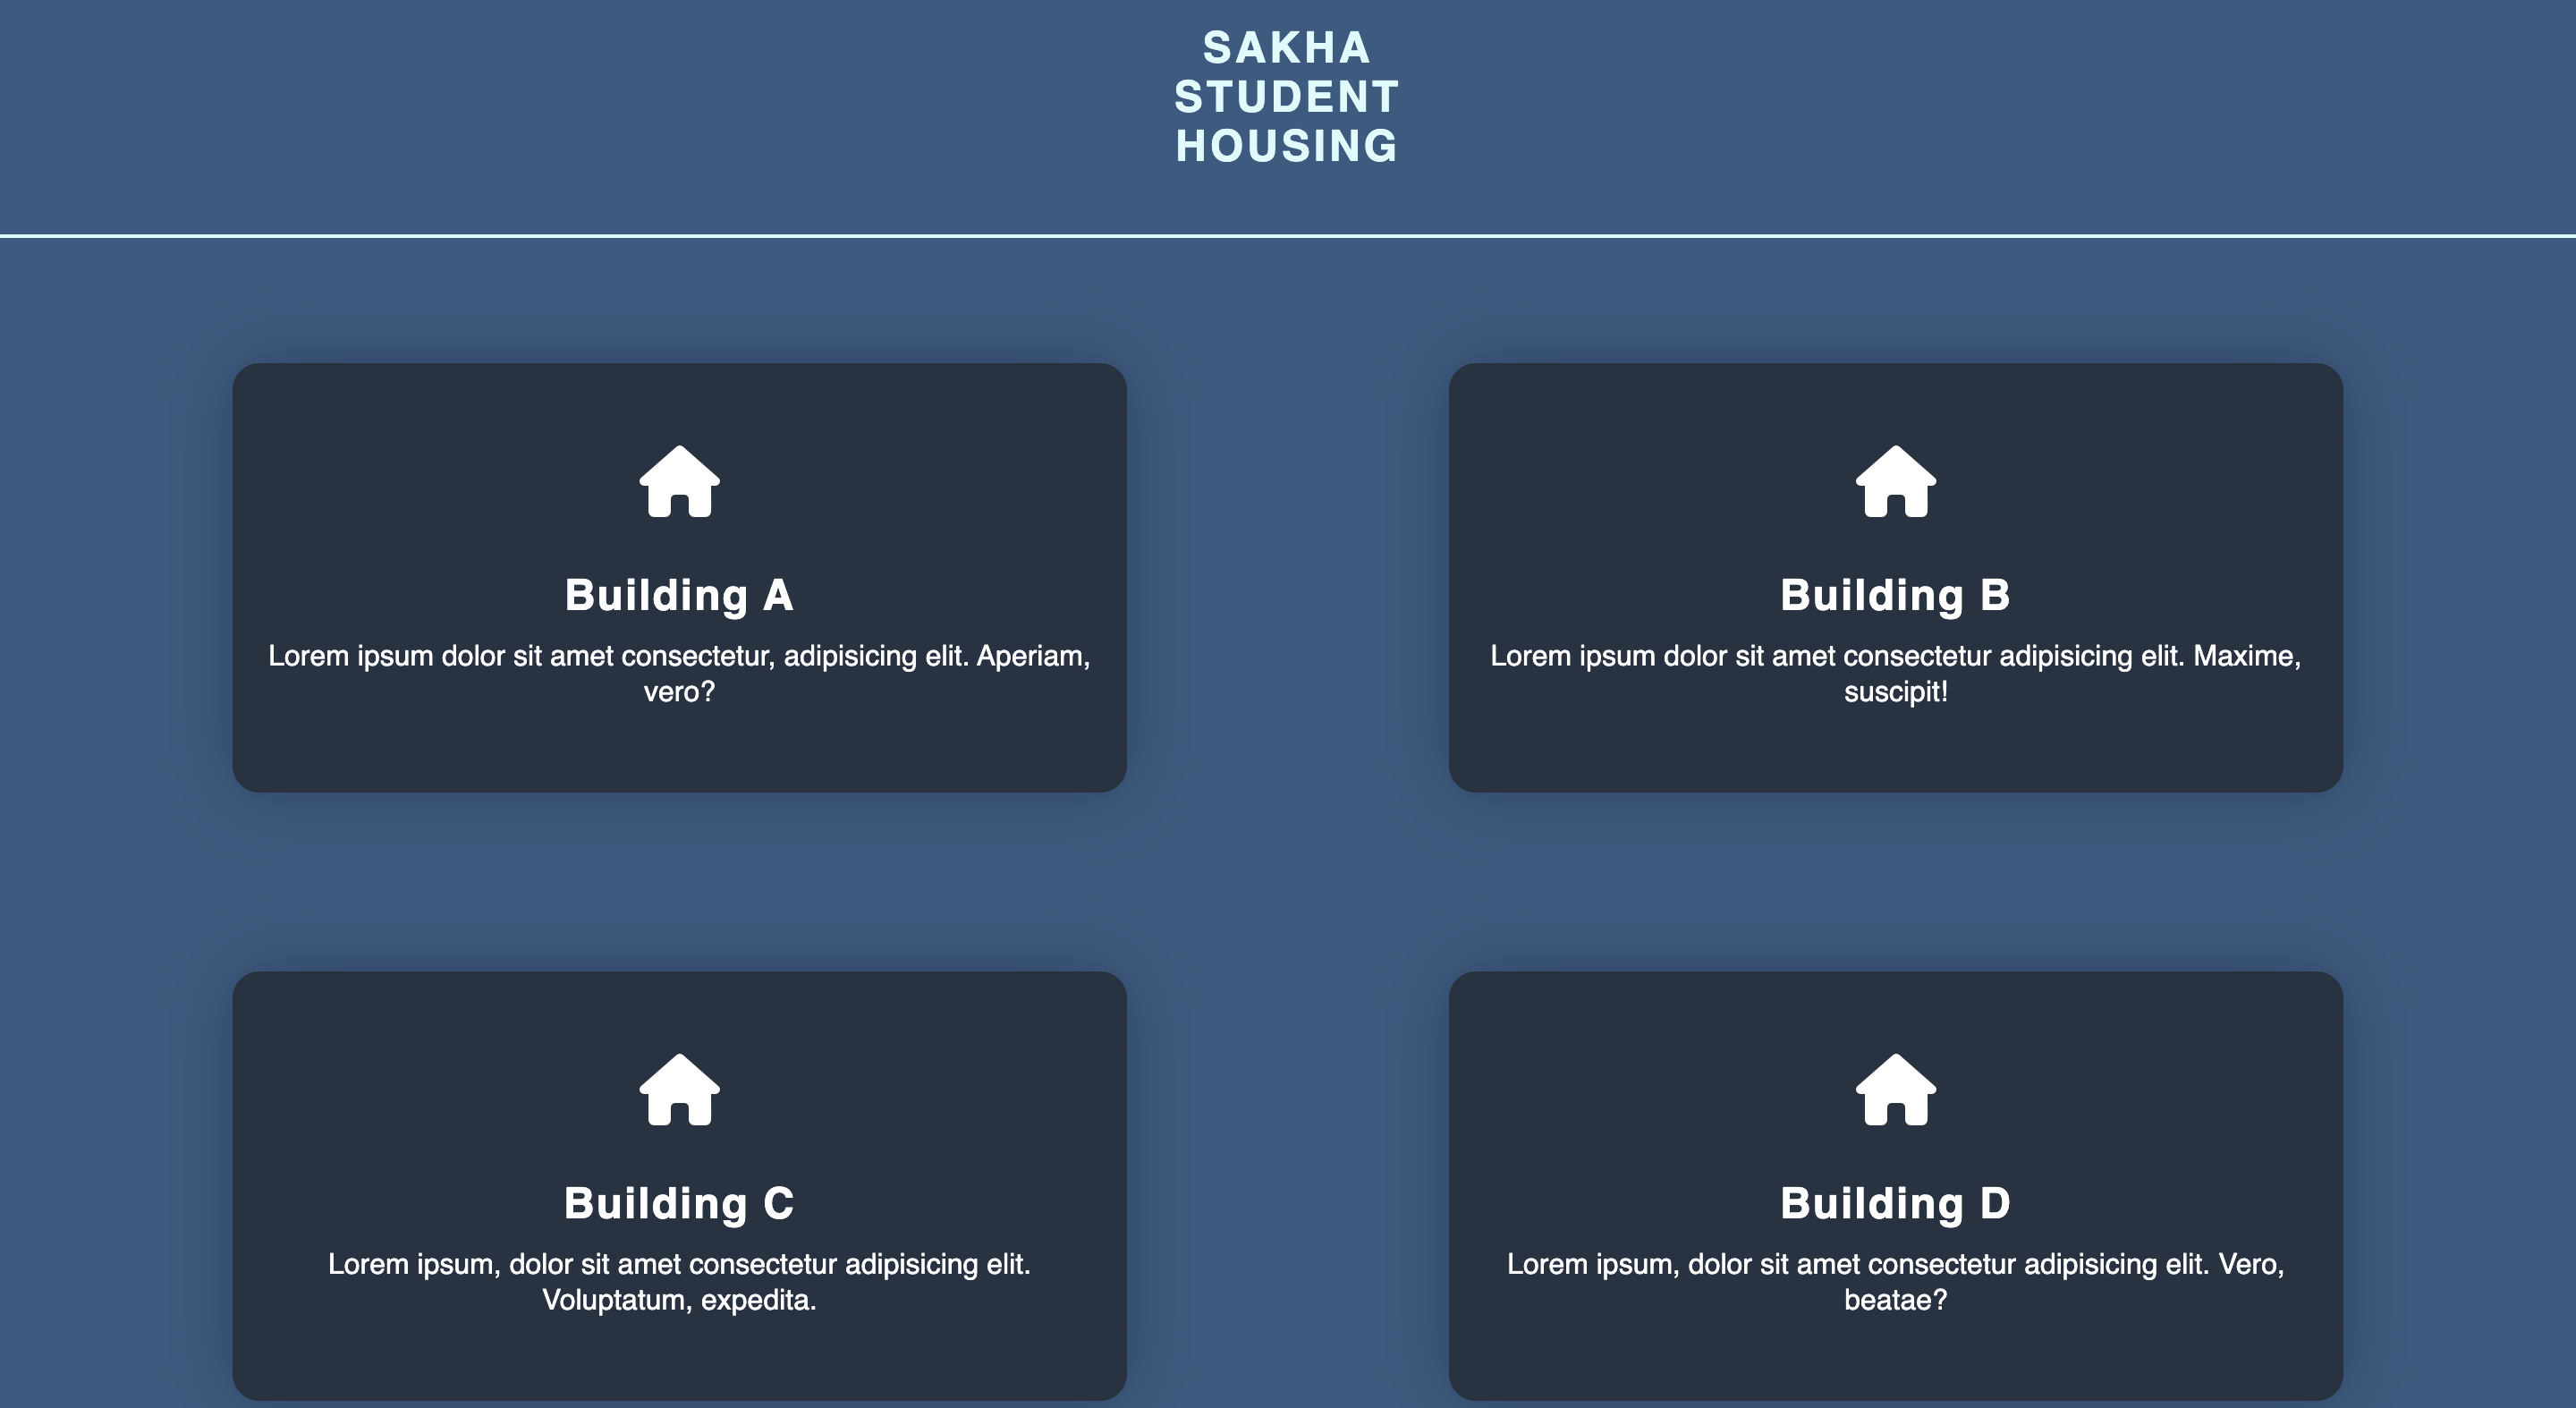 SAKHA
STUDENT
HOUSING
Building A
Lorem ipsum dolor sit amet consectetur, adipisicing elit. Aperiam,
vero?
Building B
Lorem ipsum dolor sit amet consectetur adipisicing elit. Maxime,
suscipit!
Building C
Lorem ipsum, dolor sit amet consectetur adipisicing elit.
Voluptatum, expedita.
Building D
Lorem ipsum, dolor sit amet consectetur adipisicing elit. Vero,
beatae?